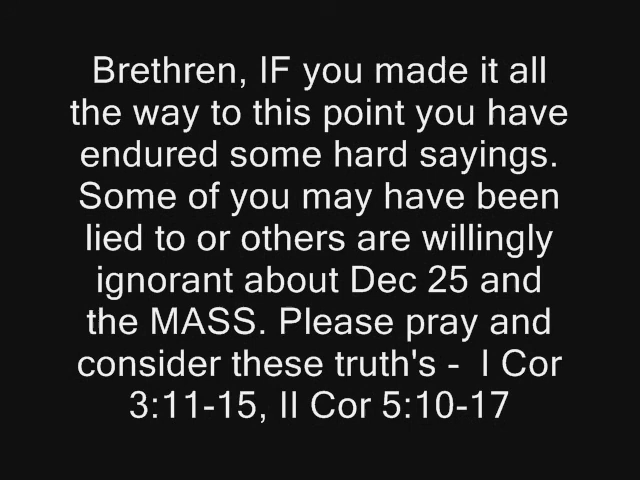 Brethren, IF you made it all
the way to this point you have
endured some hard sayings.
Some of you may have been
lied to or others are willingly
ignorant about Dec 25 and
the MASS. Please pray and
consider these truth's -  I Cor
3:11-15, II Cor 5:10-17